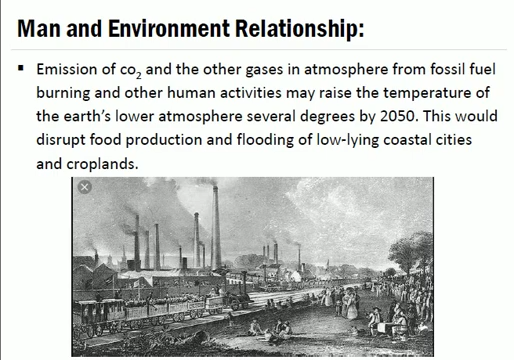 Man and Environment Relationship:
▪ Emission of co₂ and the other gases in atmosphere from fossil fuel
burning and other human activities may raise the temperature of
the earth’s lower atmosphere several degrees by 2050. This would
disrupt food production and flooding of low-lying coastal cities
and croplands.